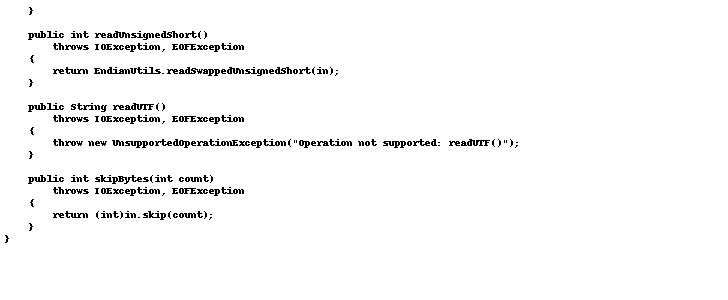 }

    public int readUnsignedShort()
        throws IOException, EOFException
    {
        return EndianUtils.readSwappedUnsignedShort(in);
    }

    public String readUTF()
        throws IOException, EOFException
    {
        throw new UnsupportedOperationException("Operation not supported: readUTF()");
    }

    public int skipBytes(int count)
        throws IOException, EOFException
    {
        return (int)in.skip(count);
    }
}